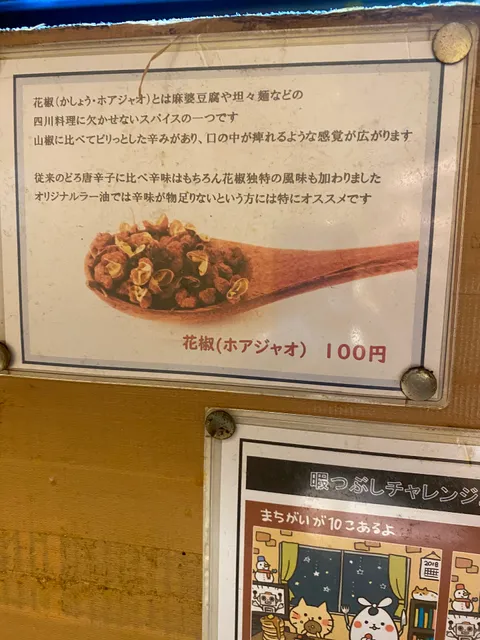 花椒(かしょう・ホアジャオ)とは麻婆豆腐や坦々麺などの
四川料理に欠かせないスパイスの一つです
山椒に比べてピリっとした辛みがあり、口の中が痺れるような感覚が広がります
従来のどろ唐辛子に比べ辛味はもちろん花椒独特の風味も加わりました
オリジナルラー油では辛味が物足りないという方には特にオススメです
花椒(ホアジャオ) 100円
暇つぶしチャレンジ
まちがいが10こあるよ
2018